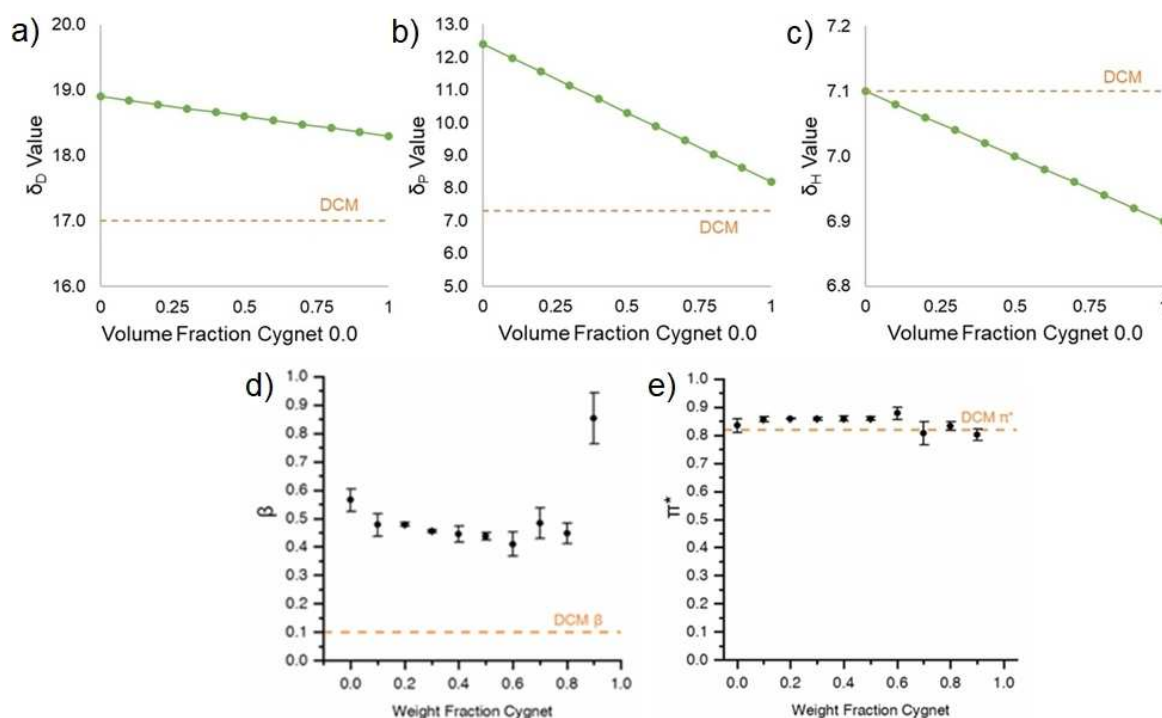 a)
20.0
19.0
18.0
17.0
16.0
δD Value
DCM
0 0.25 0.5 0.75 1
Volume Fraction Cygnet 0.0
b)
13.0
12.0
11.0
10.0
9.0
8.0
7.0
6.0
5.0
δP Value
DCM
0 0.25 0.5 0.75 1
Volume Fraction Cygnet 0.0
c)
7.2
7.1
7.0
6.9
6.8
δH Value
DCM
0 0.25 0.5 0.75 1
Volume Fraction Cygnet 0.0
d)
1.0
0.9
0.8
0.7
0.6
0.5
0.4
0.3
0.2
0.1
0.0
β
DCM β
0.0 0.2 0.4 0.6 0.8 1.0
Weight Fraction Cygnet
e)
1.0
0.9
0.8
0.7
0.6
0.5
0.4
0.3
0.2
0.1
0.0
π*
DCM π*
0.0 0.2 0.4 0.6 0.8 1.0
Weight Fraction Cygnet